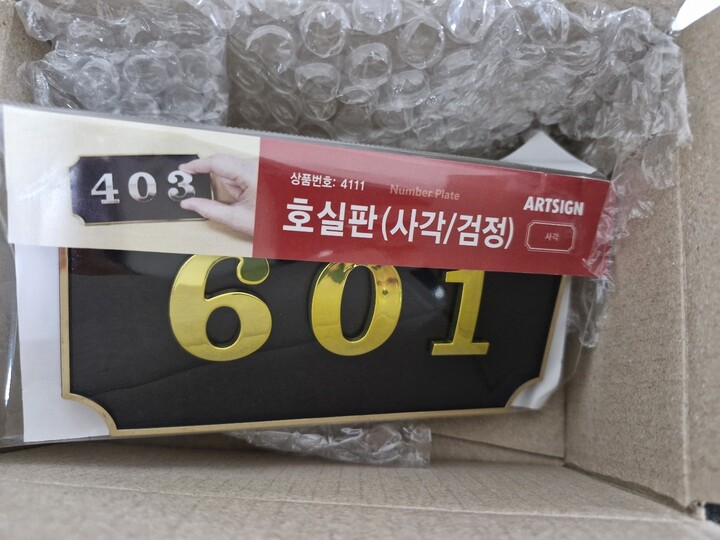 403
상품번호: 4111
Number Plate
ARTSIGN
호실판(사각/검정)
사각
601